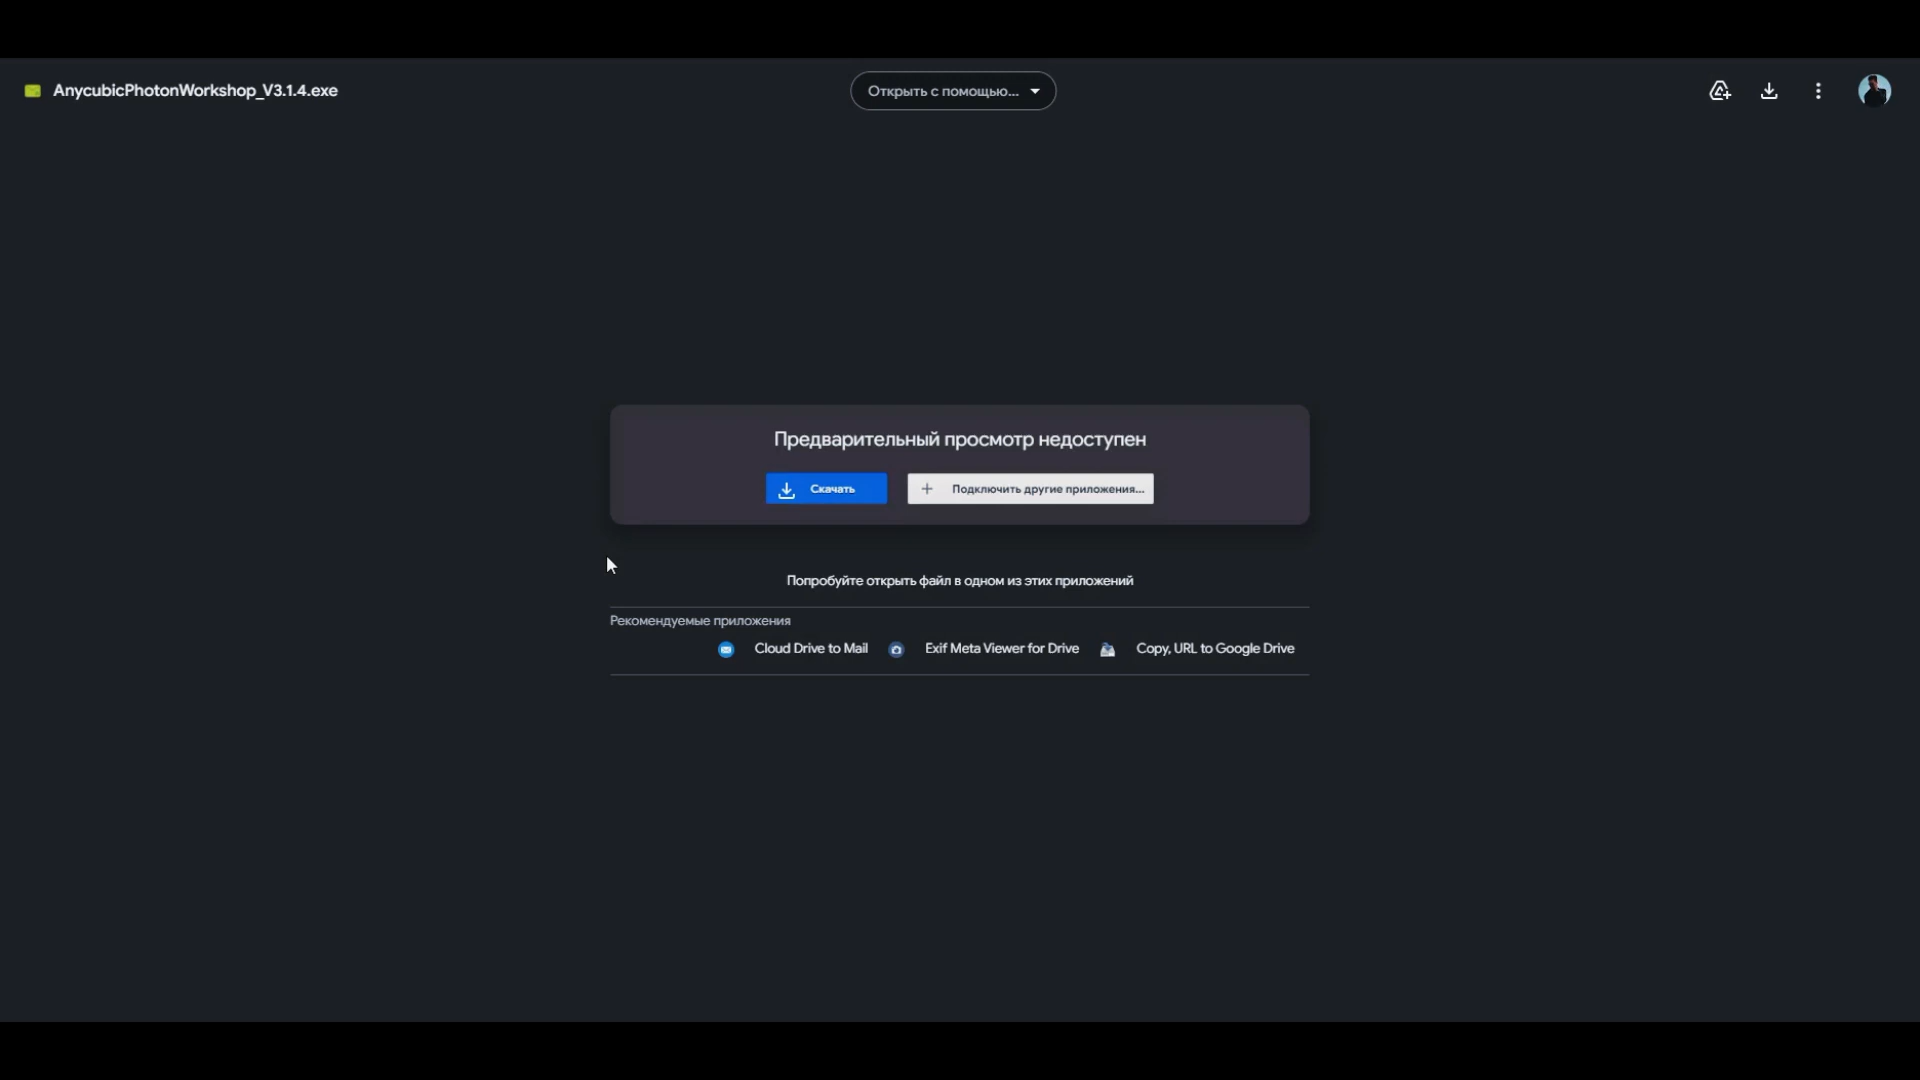 AnycubicPhotonWorkshop_V3.1.4.exe
Открыть с помощью...
Предварительный просмотр недоступен
Скачать
Подключить другие приложения...
Попробуйте открыть файл в одном из этих приложений
Рекомендуемые приложения
Cloud Drive to Mail
Exif Meta Viewer for Drive
Copy, URL to Google Drive